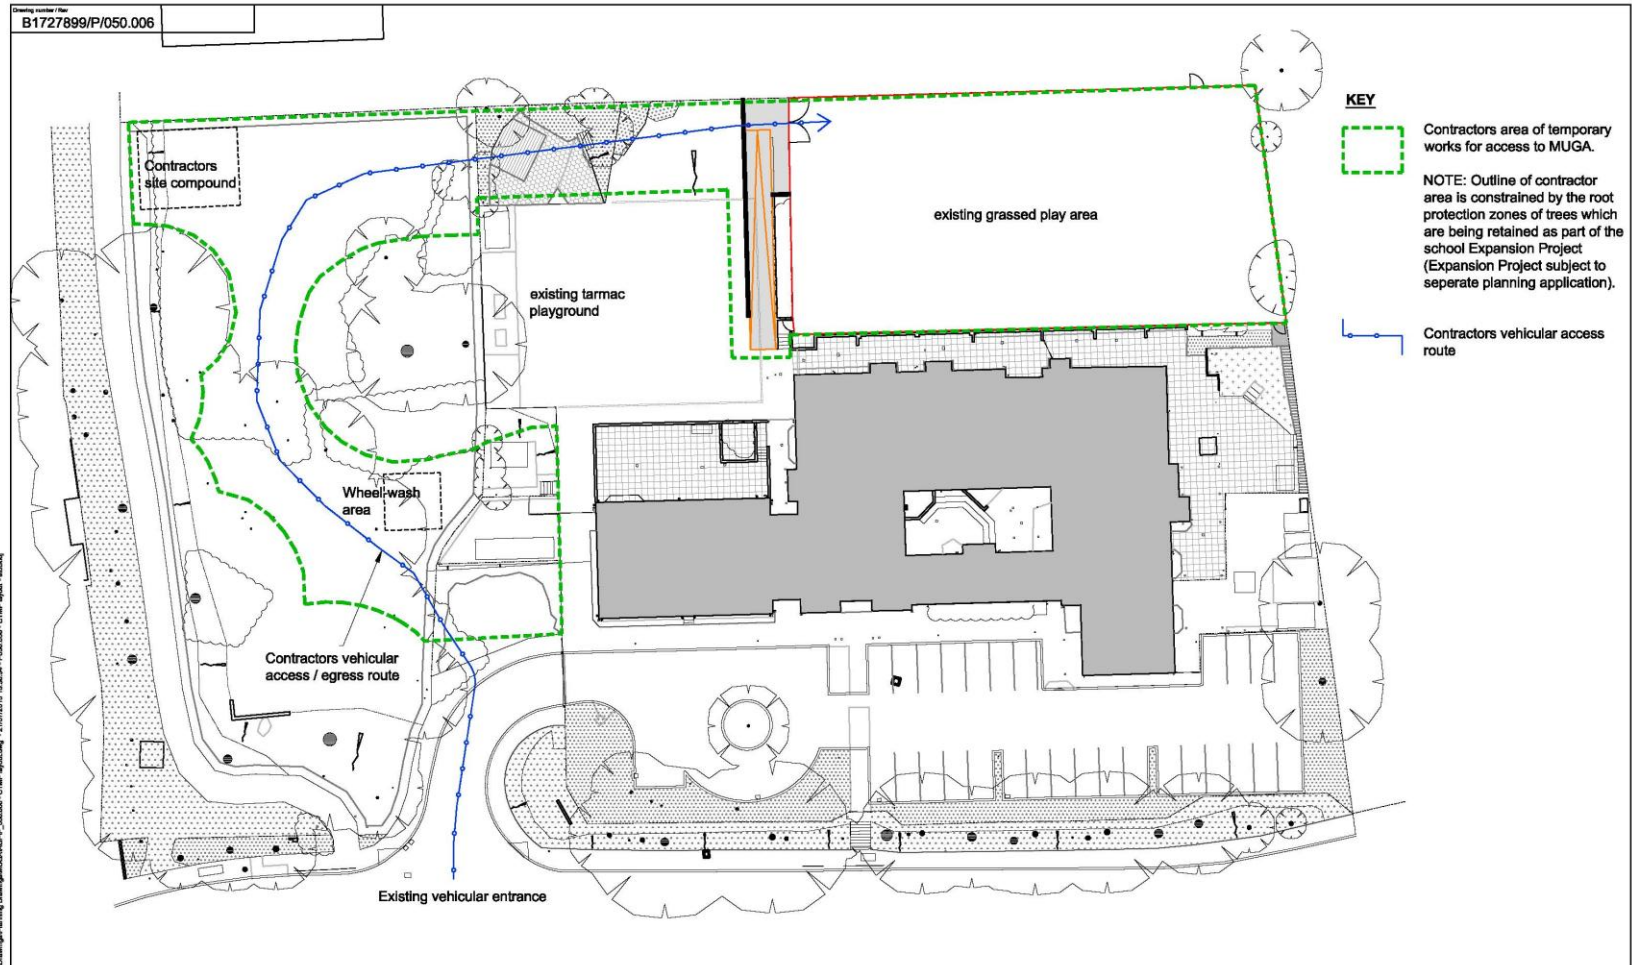 Drawing number / Rev
B1727899/P/050.006
Contractors
site compound
existing tarmac
playground
existing grassed play area
Wheel-wash
area
Contractors vehicular
access / egress route
Existing vehicular entrance
KEY
Contractors area of temporary
works for access to MUGA.
NOTE: Outline of contractor
area is constrained by the root
protection zones of trees which
are being retained as part of the
school Expansion Project
(Expansion Project subject to
seperate planning application).
Contractors vehicular access
route